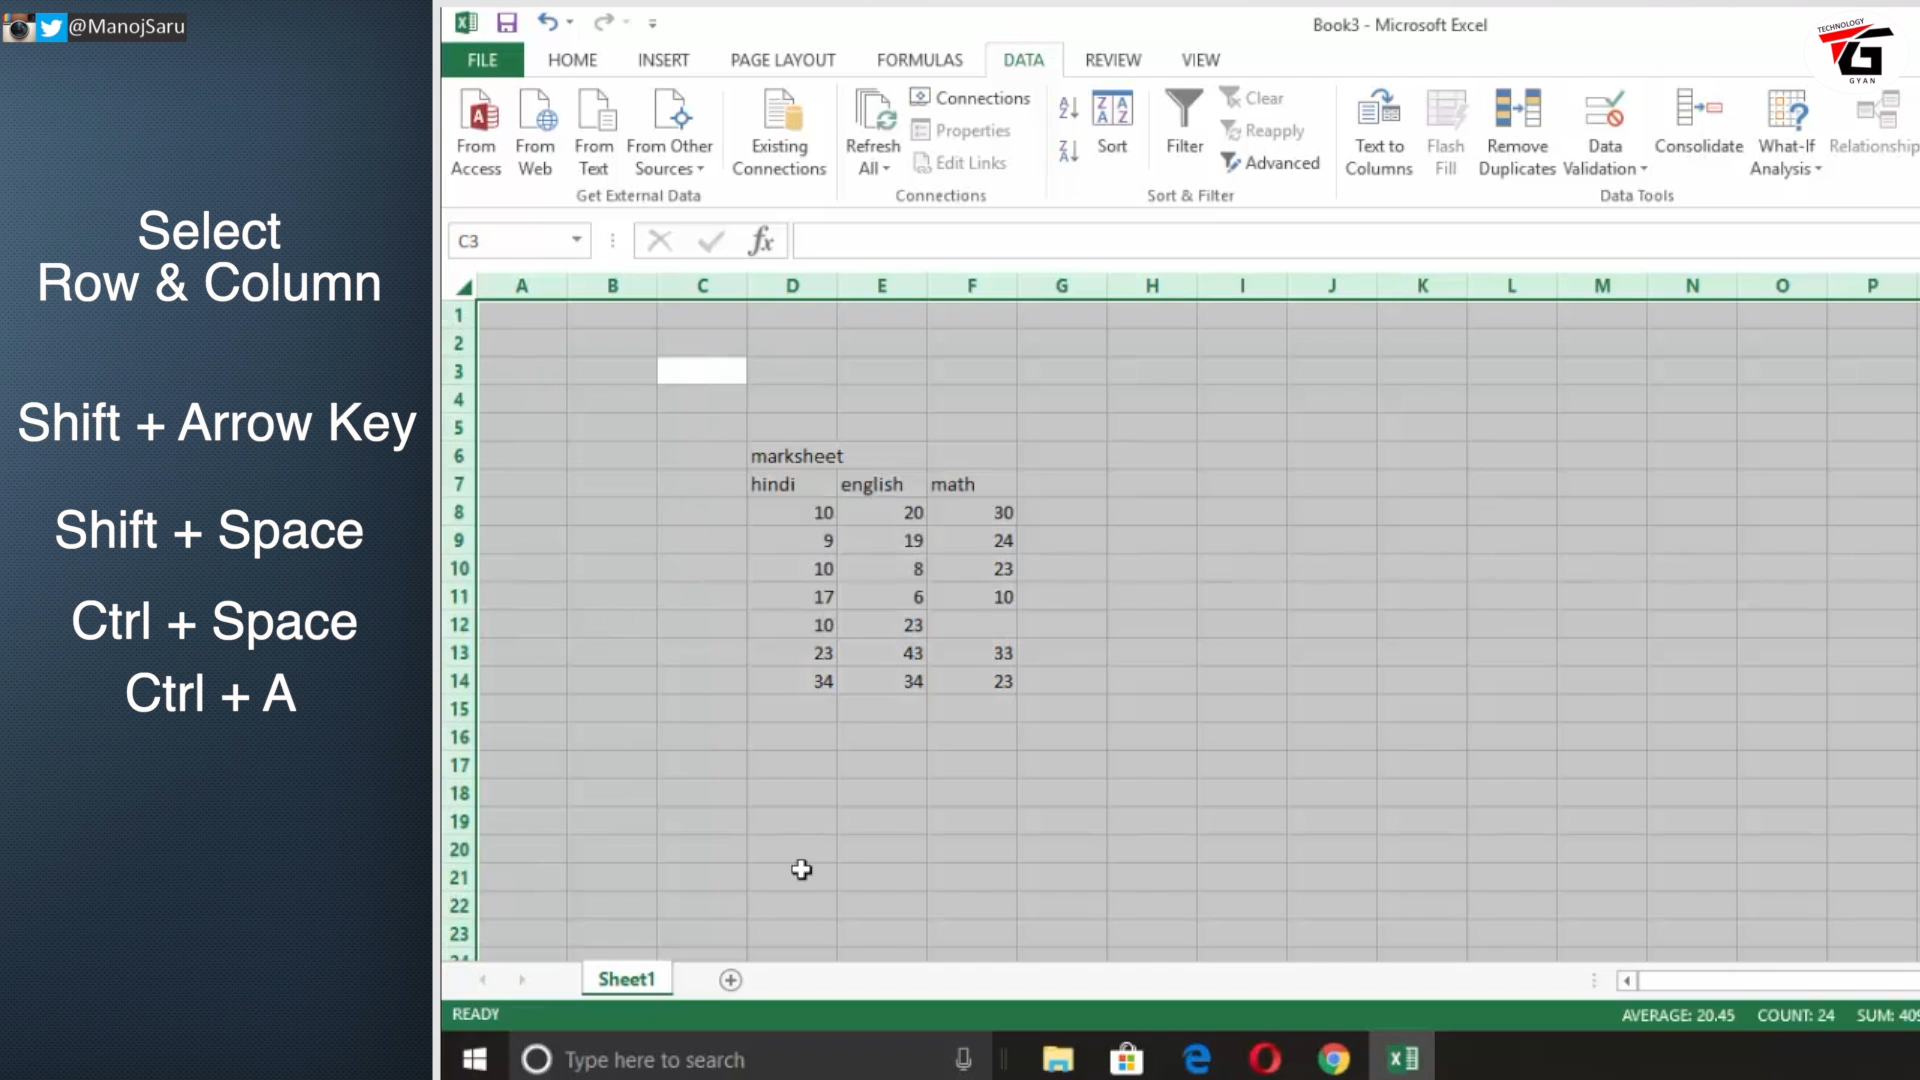 @ManojSaru
Select
Row & Column
Shift + Arrow Key
Shift + Space
Ctrl + Space
Ctrl + A
Book3 - Microsoft Excel
TECHNOLOGY
GYAN
FILE HOME INSERT PAGE LAYOUT FORMULAS DATA REVIEW VIEW
From Access
From Web
From Text
From Other Sources
Get External Data
Existing Connections
Refresh All
Connections
Properties
Edit Links
Connections
Sort
Filter
Clear
Reapply
Advanced
Sort & Filter
Text to Columns
Flash Fill
Remove Duplicates
Data Validation
Consolidate
What-If Analysis
Relationship
Data Tools
C3
fx
A B C D E F G H I J K L M N O P
1
2
3
4
5
6 marksheet
7 hindi english math
8 10 20 30
9 9 19 24
10 10 8 23
11 17 6 10
12 10 23
13 23 43 33
14 34 34 23
15
16
17
18
19
20
21
22
23
Sheet1
READY AVERAGE: 20.45 COUNT: 24 SUM: 409
Type here to search